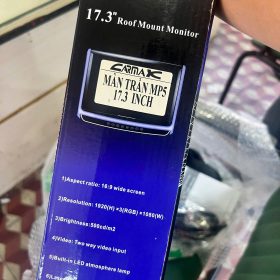 17.3" Roof Mount Monitor
CARMAX
MÀN TRẦN MP5
17.3 INCH
1)Aspect ratio: 16:9 wide screen
2)Resolution: 1920(W) ×3(RGB) ×1080(W)
3)Brightness:500cd/m2
4)Video: Two way video input
5)Built-in LED atmosphere lamp